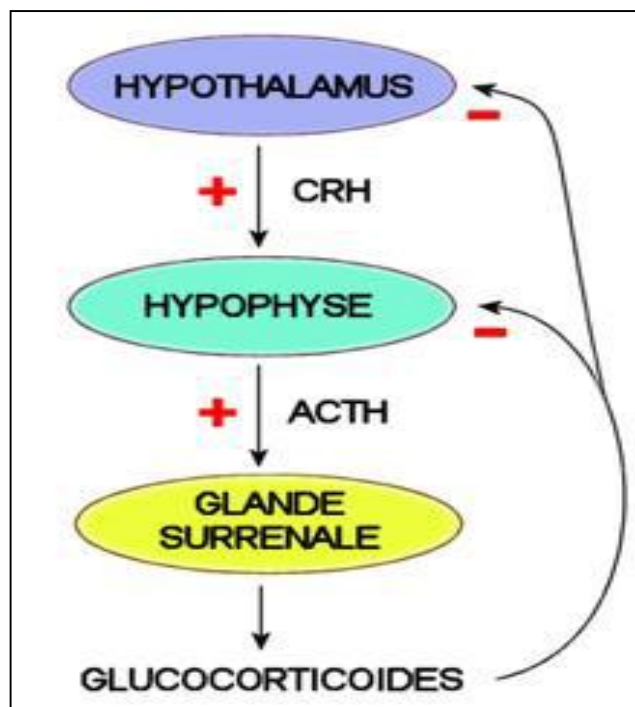 HYPOTHALAMUS
−
+ CRH
HYPOPHYSE
−
+ ACTH
GLANDE
SURRENALE
GLUCOCORTICOIDES